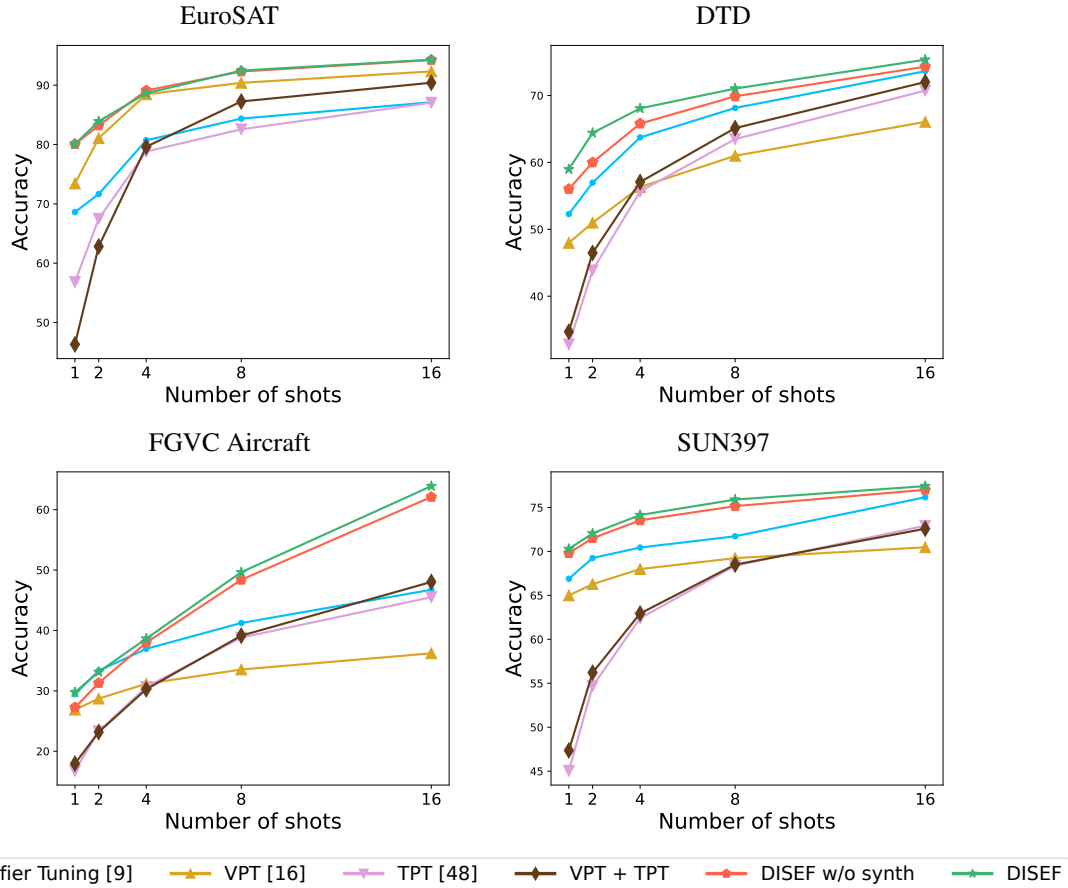 EuroSAT
DTD
90
80
70
60
50
Accuracy
1 2 4 8 16
Number of shots
70
60
50
40
Accuracy
1 2 4 8 16
Number of shots
FGVC Aircraft
SUN397
60
50
40
30
20
Accuracy
1 2 4 8 16
Number of shots
75
70
65
60
55
50
45
Accuracy
1 2 4 8 16
Number of shots
fier Tuning [9] VPT [16] TPT [48] VPT + TPT DISEF w/o synth DISEF